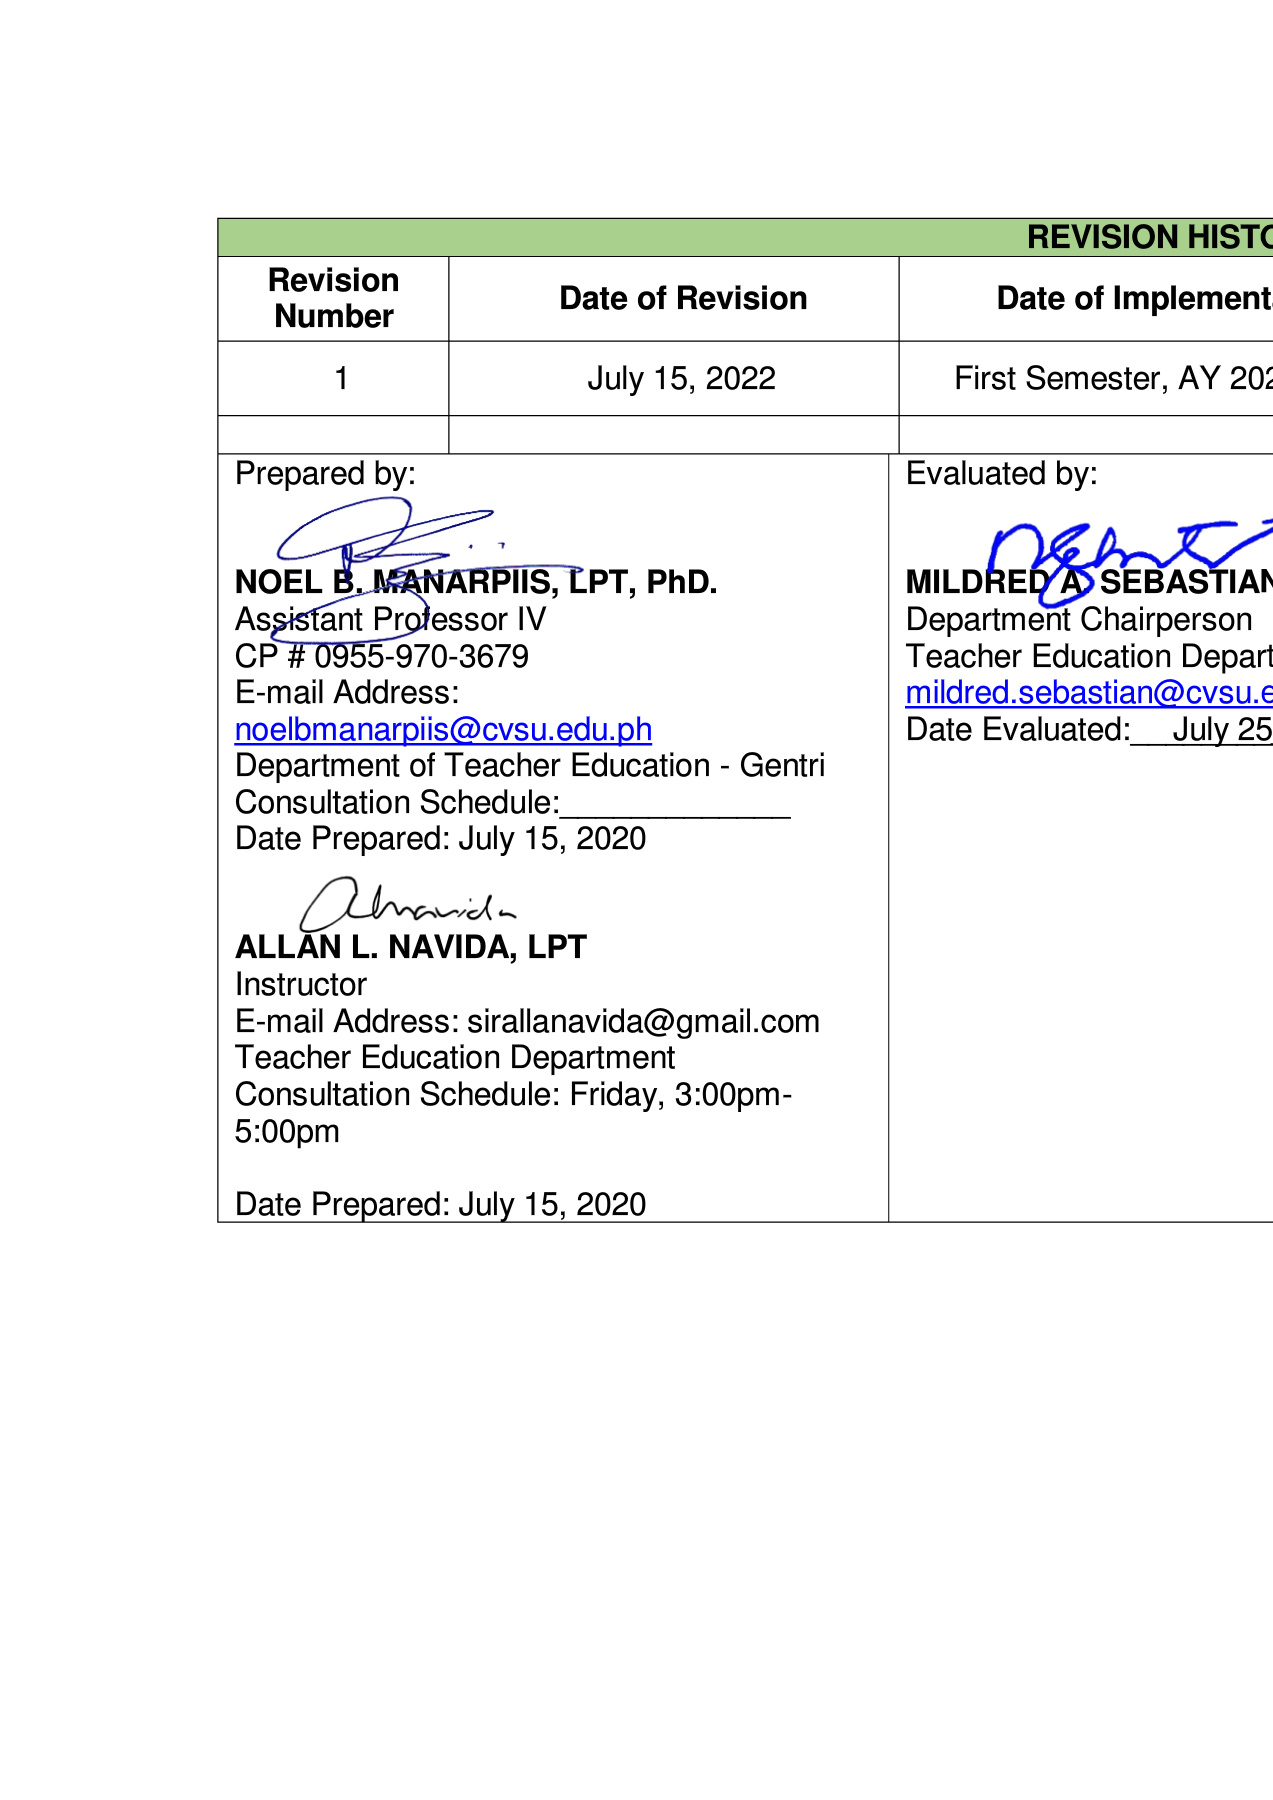 REVISION HISTO
Revision Number
Date of Revision
Date of Implementa
1
July 15, 2022
First Semester, AY 202
Prepared by:
NOEL B. MANARPIIS, LPT, PhD.
Assistant Professor IV
CP # 0955-970-3679
E-mail Address:
noelbmanarpiis@cvsu.edu.ph
Department of Teacher Education - Gentri
Consultation Schedule:_____________
Date Prepared: July 15, 2020
ALLAN L. NAVIDA, LPT
Instructor
E-mail Address: sirallanavida@gmail.com
Teacher Education Department
Consultation Schedule: Friday, 3:00pm-
5:00pm
Date Prepared: July 15, 2020
Evaluated by:
MILDRED A. SEBASTIAN
Department Chairperson
Teacher Education Depart
mildred.sebastian@cvsu.e
Date Evaluated:__July 25